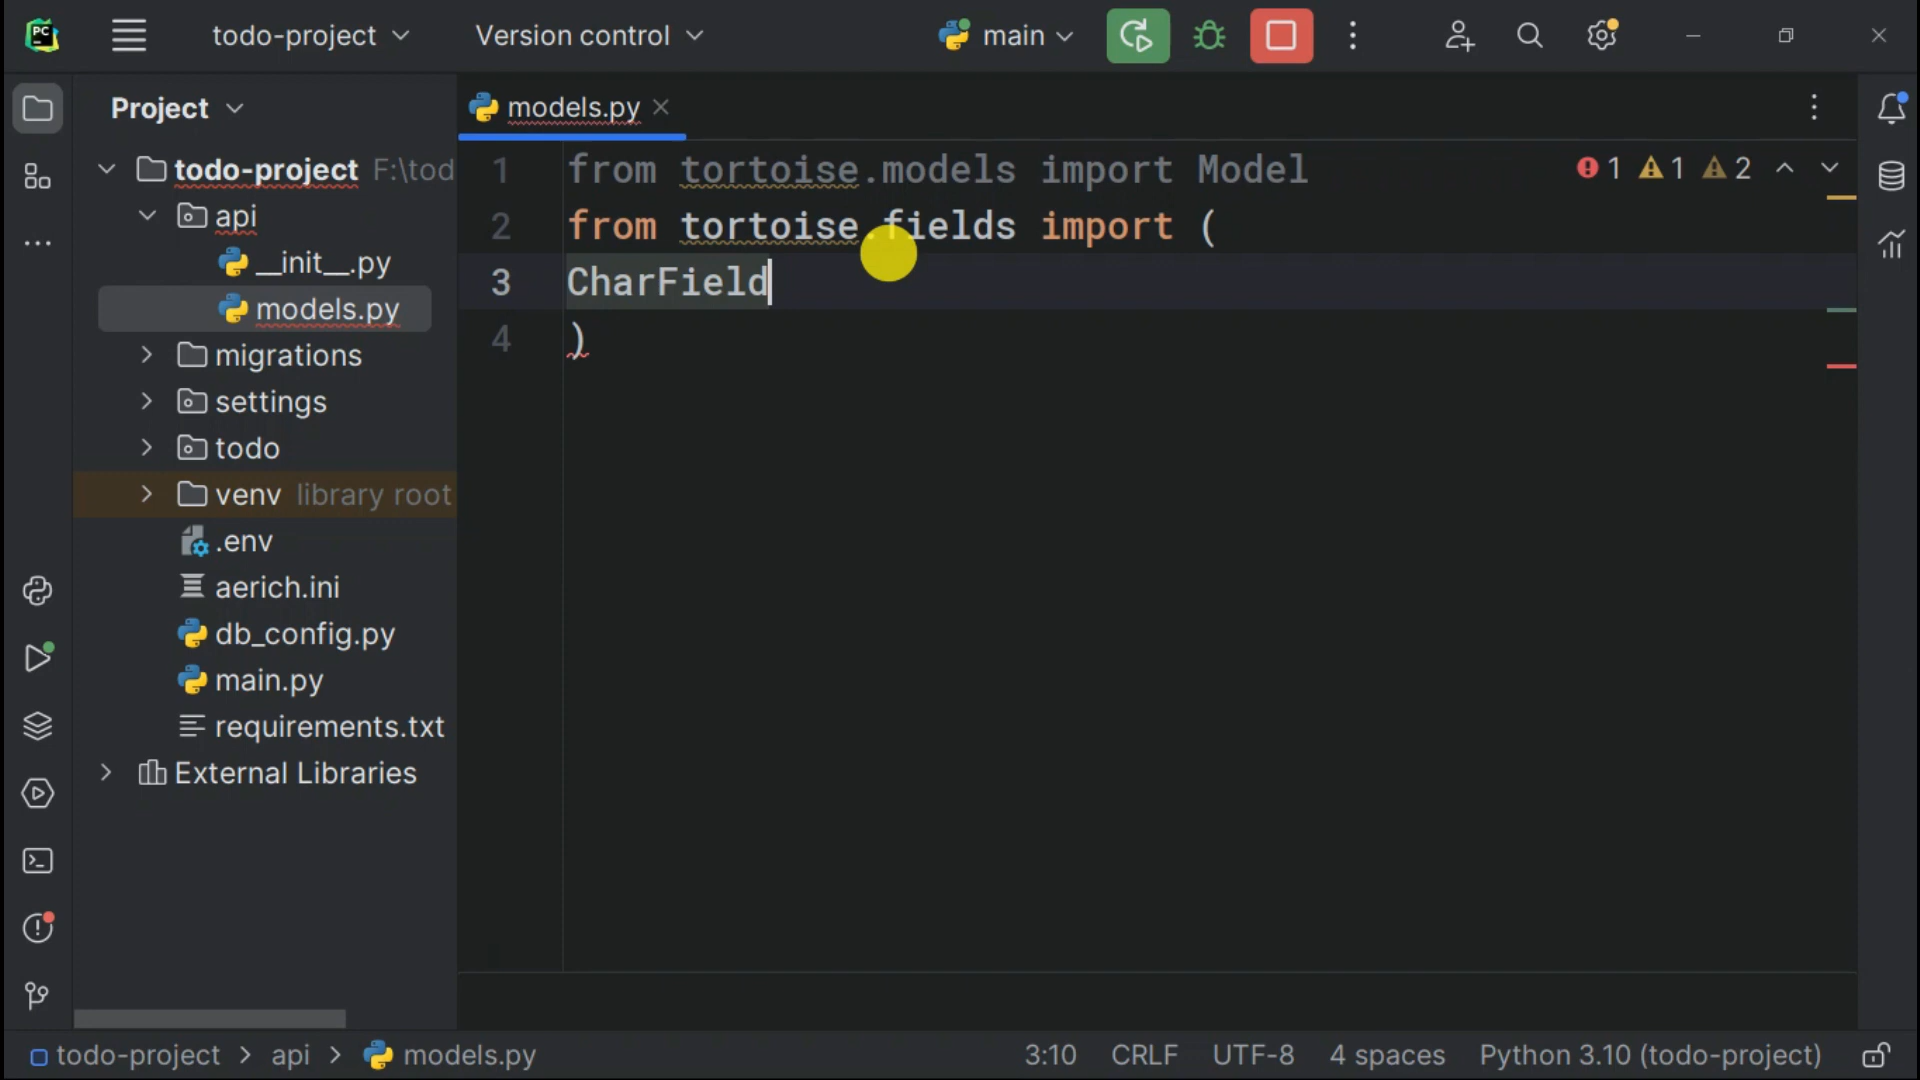 PC
todo-project
Version control
main
Project
models.py
todo-project F:\tod
api
__init__.py
models.py
migrations
settings
todo
venv library root
.env
aerich.ini
db_config.py
main.py
requirements.txt
External Libraries
1 from tortoise.models import Model
2 from tortoise.fields import (
3 CharField
4 )
1 1 2
todo-project > api > models.py
3:10 CRLF UTF-8 4 spaces Python 3.10 (todo-project)